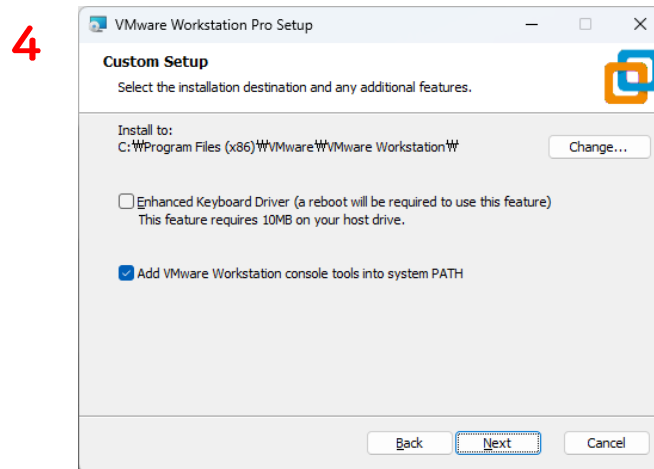 4
VMware Workstation Pro Setup
Custom Setup
Select the installation destination and any additional features.
Install to:
C:₩Program Files (x86)₩VMware₩VMware Workstation₩
Change...
Enhanced Keyboard Driver (a reboot will be required to use this feature)
This feature requires 10MB on your host drive.
Add VMware Workstation console tools into system PATH
Back Next Cancel